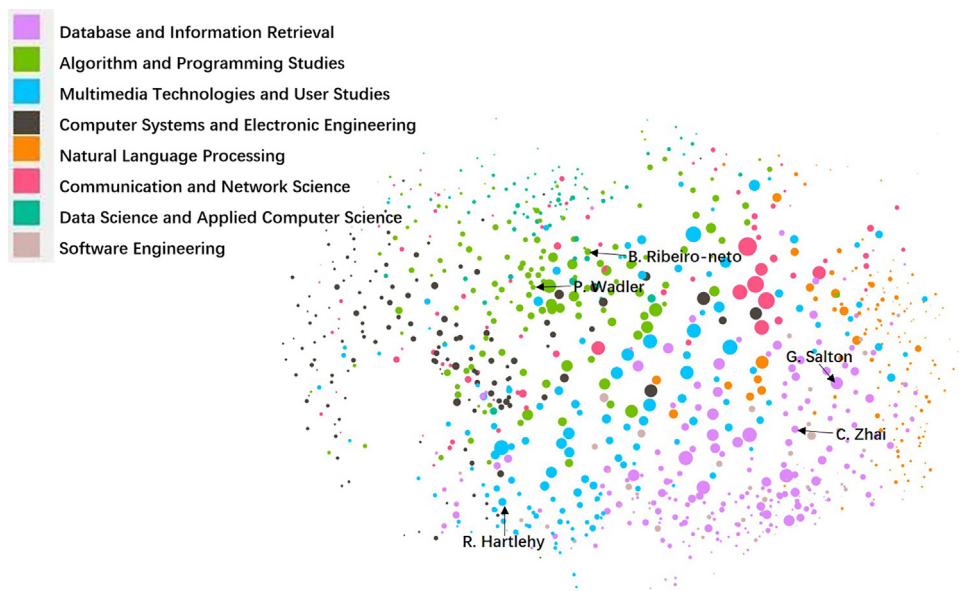 Database and Information Retrieval
Algorithm and Programming Studies
Multimedia Technologies and User Studies
Computer Systems and Electronic Engineering
Natural Language Processing
Communication and Network Science
Data Science and Applied Computer Science
Software Engineering
B. Ribeiro-neto
P. Wadler
G. Salton
C. Zhai
R. Hartlehy